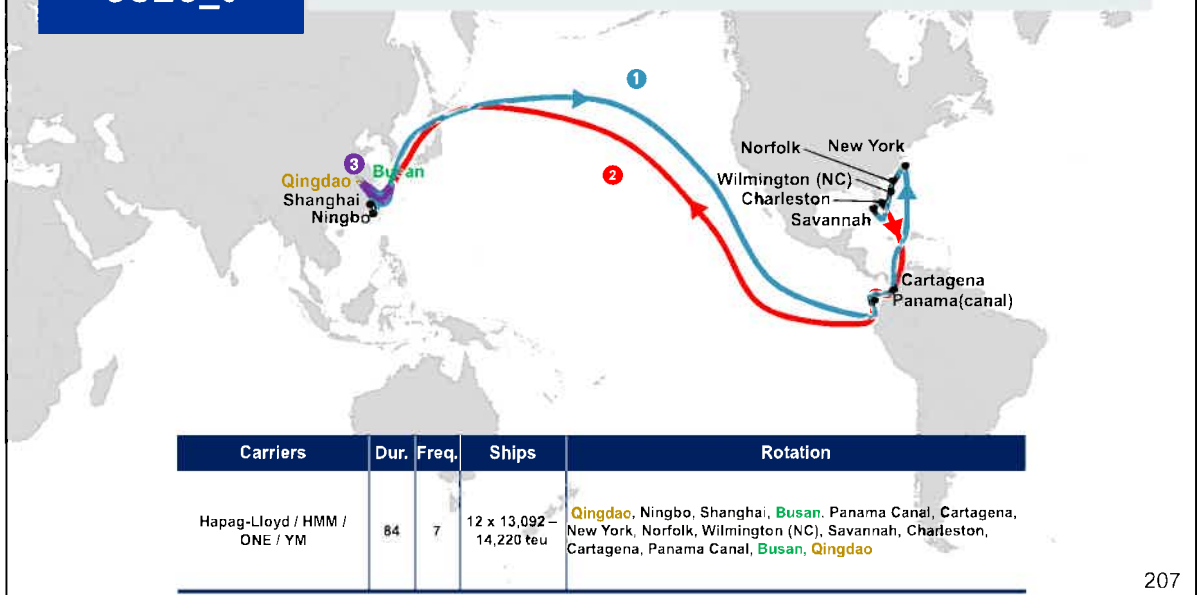 1
Norfolk
New York
3
Busan
2
Wilmington (NC)
Qingdao
Charleston
Shanghai
Savannah
Ningbo
Cartagena
Panama(canal)
Carriers Dur. Freq. Ships Rotation
Hapag-Lloyd / HMM /
ONE / YM
84
7
12 x 13,092 –
14,220 teu
Qingdao, Ningbo, Shanghai, Busan. Panama Canal, Cartagena,
New York, Norfolk, Wilmington (NC), Savannah, Charleston,
Cartagena, Panama Canal, Busan, Qingdao
207